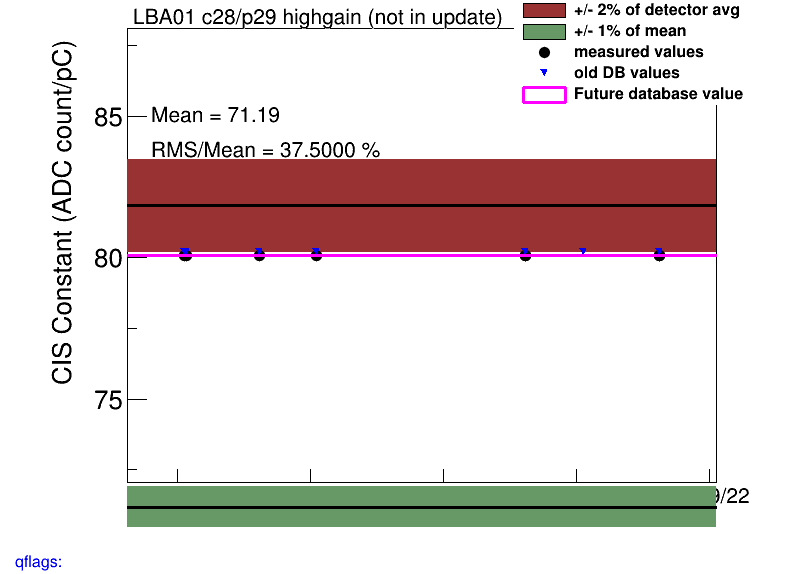 LBA01 c28/p29 highgain (not in update)
+/- 2% of detector avg
+/- 1% of mean
measured values
old DB values
Future database value
CIS Constant (ADC count/pC)
85
80
75
Mean = 71.19
RMS/Mean = 37.5000 %
/22
qflags: